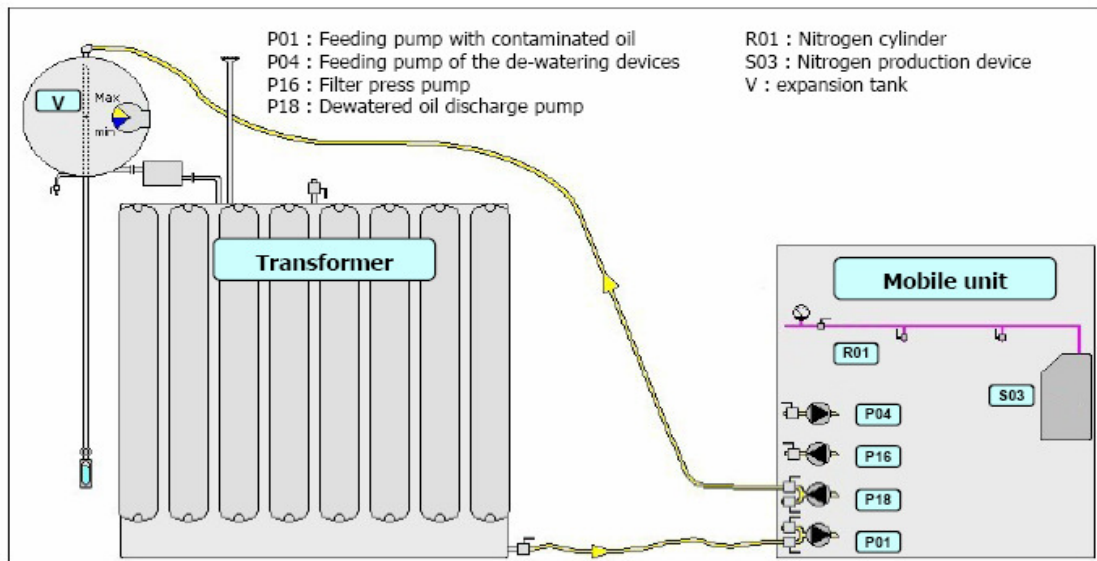 P01 : Feeding pump with contaminated oil
P04 : Feeding pump of the de-watering devices
P16 : Filter press pump
P18 : Dewatered oil discharge pump
R01 : Nitrogen cylinder
S03 : Nitrogen production device
V : expansion tank
V
Max
min
Transformer
Mobile unit
R01
S03
P04
P16
P18
P01